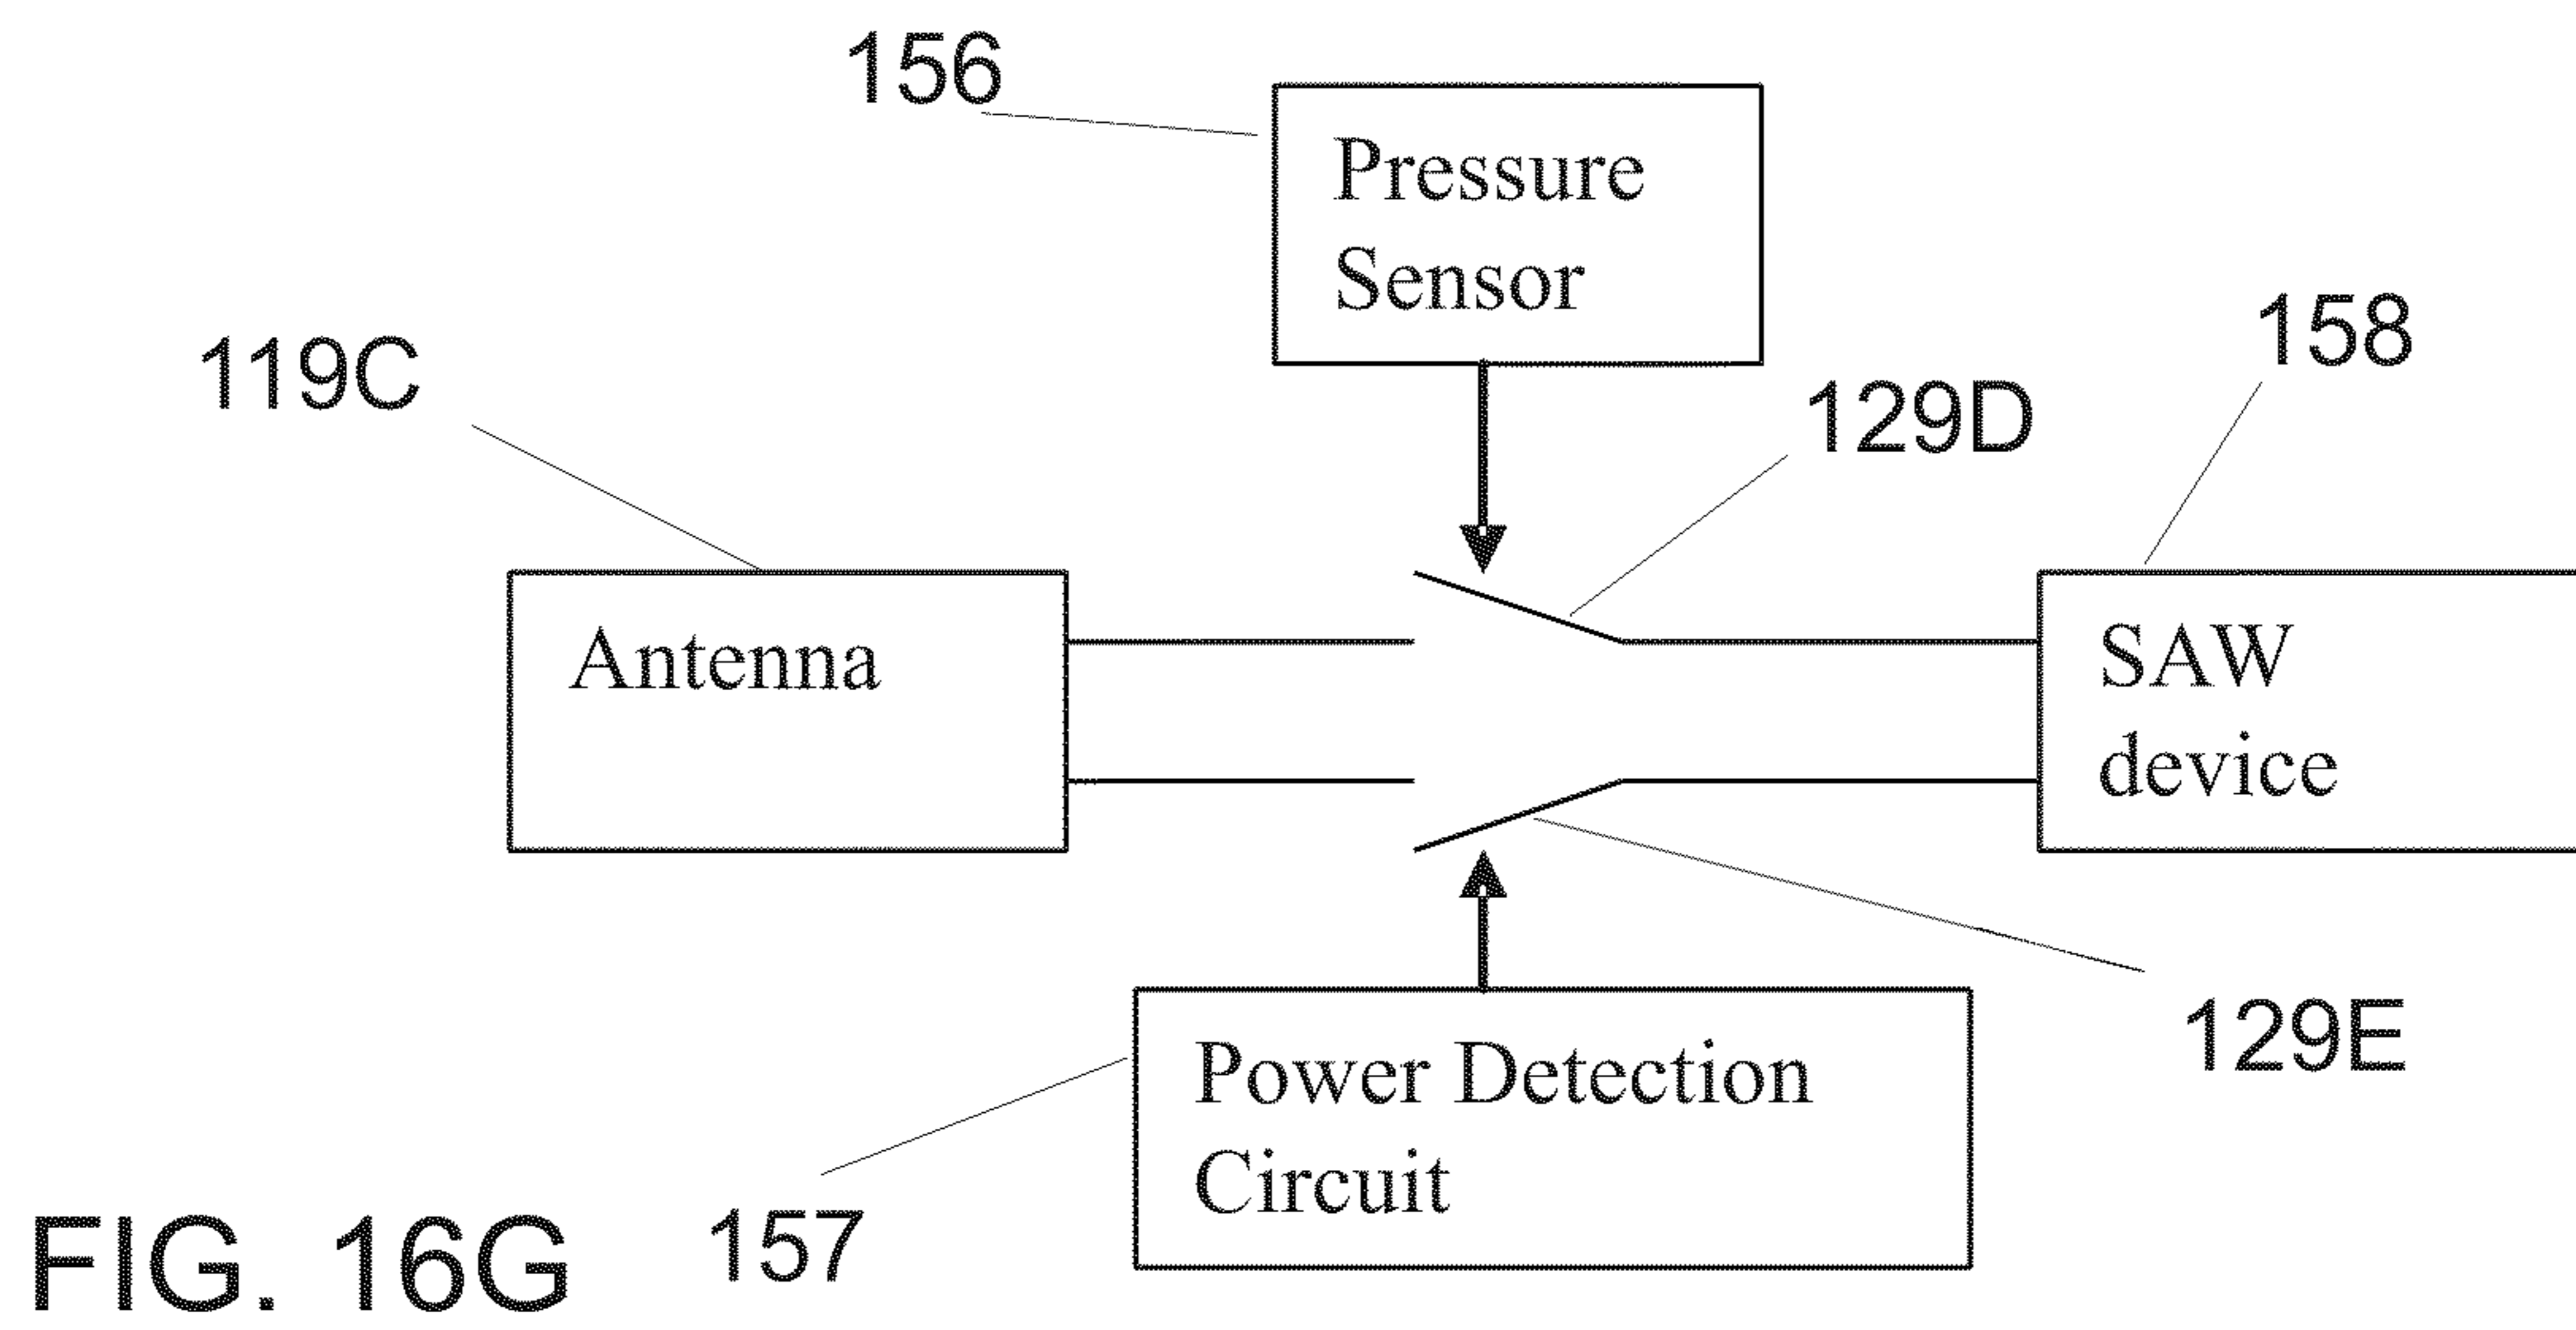 156
Pressure
Sensor
158
119C
129D
Antenna
SAW
device
129E
Power Detection
Circuit
157
FIG. 16G